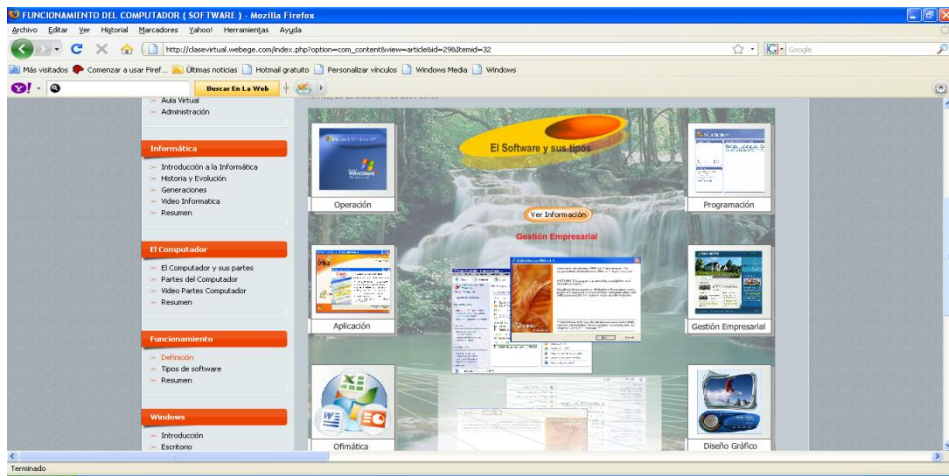 FUNCIONAMIENTO DEL COMPUTADOR ( SOFTWARE ) - Mozilla Firefox
Archivo Editar Ver Historial Marcadores Yahoo! Herramientas Ayuda
http://clasevirtual.webege.com/index.php?option=com_content&view=article&id=29&Itemid=32
Google
Más visitados Comenzar a usar Firef... Últimas noticias Hotmail gratuito Personalizar vínculos Windows Media Windows
Buscar En La Web
Aula Virtual
Administración
Informática
Introducción a la Informática
Historia y Evolución
Generaciones
Video Informatica
Resumen
El Computador
El Computador y sus partes
Partes del Computador
Video Partes Computador
Resumen
Funcionamiento
Definición
Tipos de software
Resumen
Windows
Introducción
Escritorio
El Software y sus tipos
Operación
Programación
Ver Información
Gestión Empresarial
Aplicación
Gestión Empresarial
Ofimática
Diseño Gráfico
Terminado